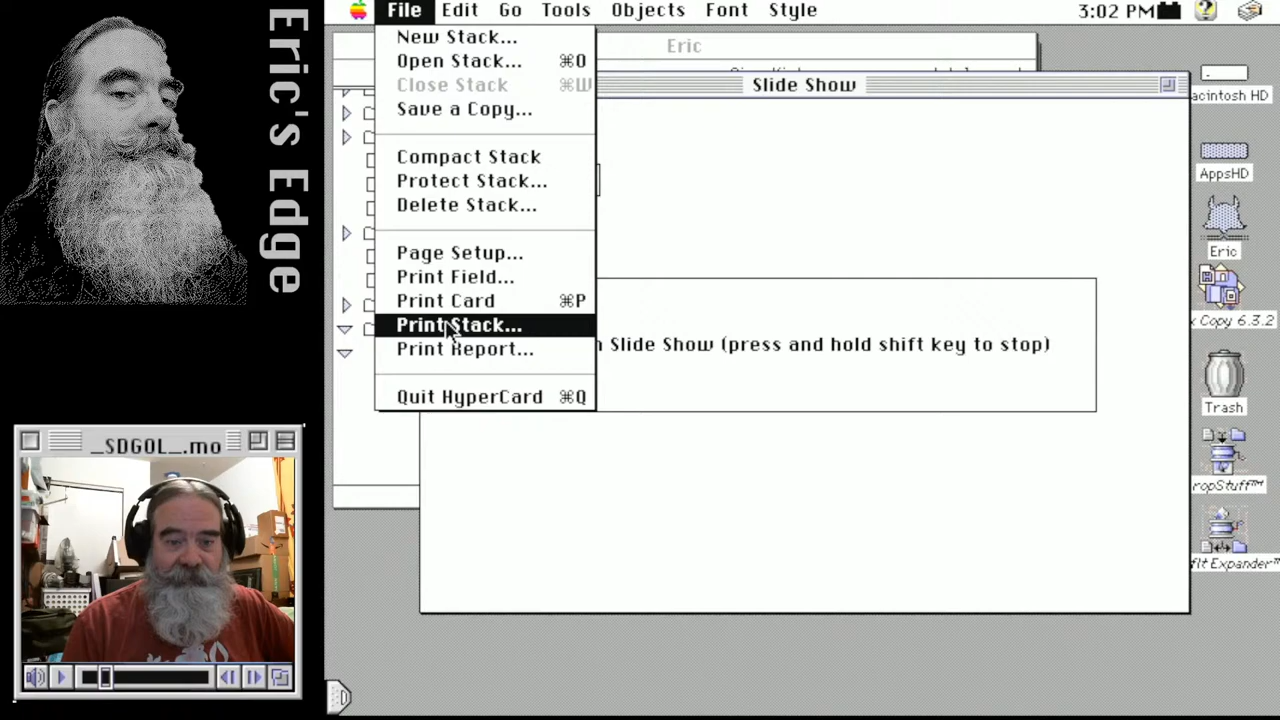 Eric's Edge
File Edit Go Tools Objects Font Style
3:02 PM
New Stack...
Open Stack... ⌘O
Close Stack ⌘W
Save a Copy...
Compact Stack
Protect Stack...
Delete Stack...
Page Setup...
Print Field...
Print Card ⌘P
Print Stack...
Print Report...
Quit HyperCard ⌘Q
Eric
Slide Show
Slide Show (press and hold shift key to stop)
acintosh HD
AppsHD
Eric
x Copy 6.3.2
Trash
ropStuff™
fIt Expander™
_SDGOL_.mo